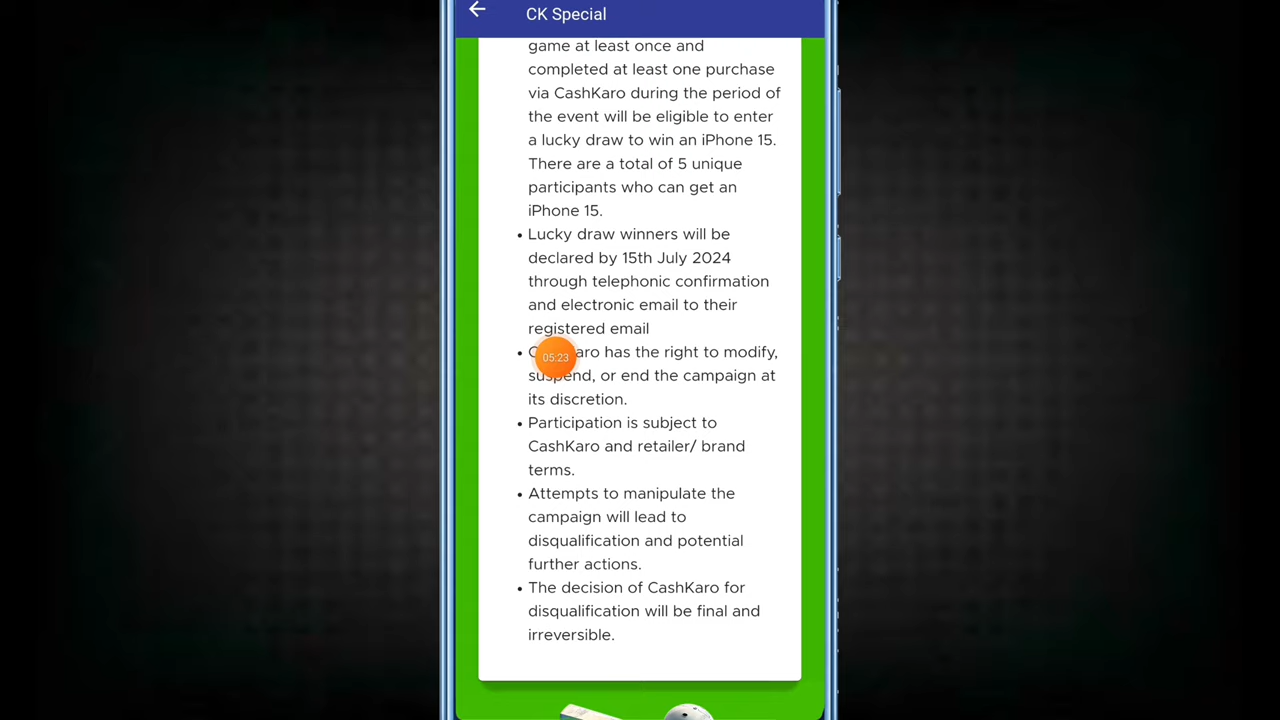 CK Special
game at least once and
completed at least one purchase
via CashKaro during the period of
the event will be eligible to enter
a lucky draw to win an iPhone 15.
There are a total of 5 unique
participants who can get an
iPhone 15.
• Lucky draw winners will be
declared by 15th July 2024
through telephonic confirmation
and electronic email to their
registered email
• aro has the right to modify,
05:23
suspend, or end the campaign at
its discretion.
• Participation is subject to
CashKaro and retailer/ brand
terms.
• Attempts to manipulate the
campaign will lead to
disqualification and potential
further actions.
• The decision of CashKaro for
disqualification will be final and
irreversible.